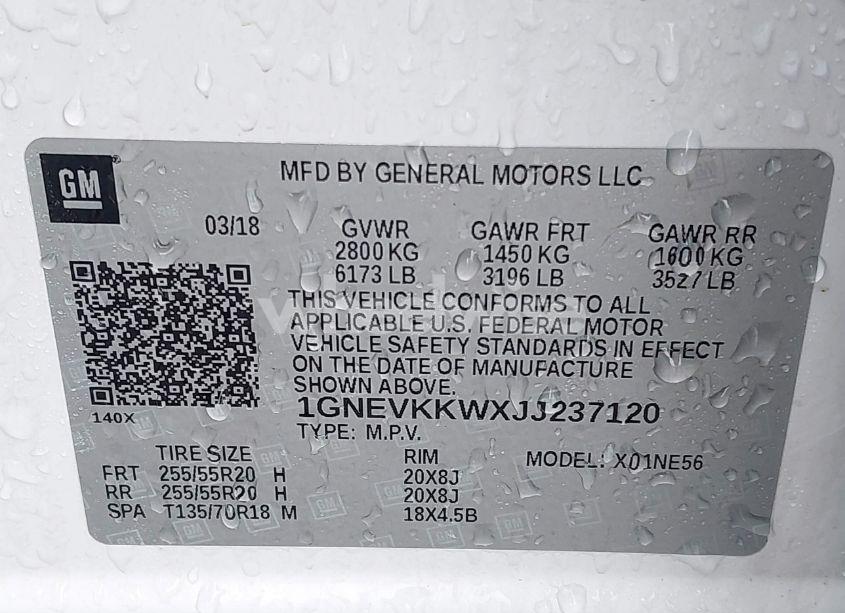 GM
MFD BY GENERAL MOTORS LLC
03/18 GVWR GAWR FRT GAWR RR
2800 KG 1450 KG 1600 KG
6173 LB 3196 LB 3527 LB
THIS VEHICLE CONFORMS TO ALL
APPLICABLE U.S. FEDERAL MOTOR
VEHICLE SAFETY STANDARDS IN EFFECT
ON THE DATE OF MANUFACTURE
SHOWN ABOVE.
1GNEVKKWXJJ237120
140X
TYPE: M.P.V.
TIRE SIZE RIM MODEL: X01NE56
FRT 255/55R20 H 20X8J
RR 255/55R20 H 20X8J
SPA T135/70R18 M 18X4.5B